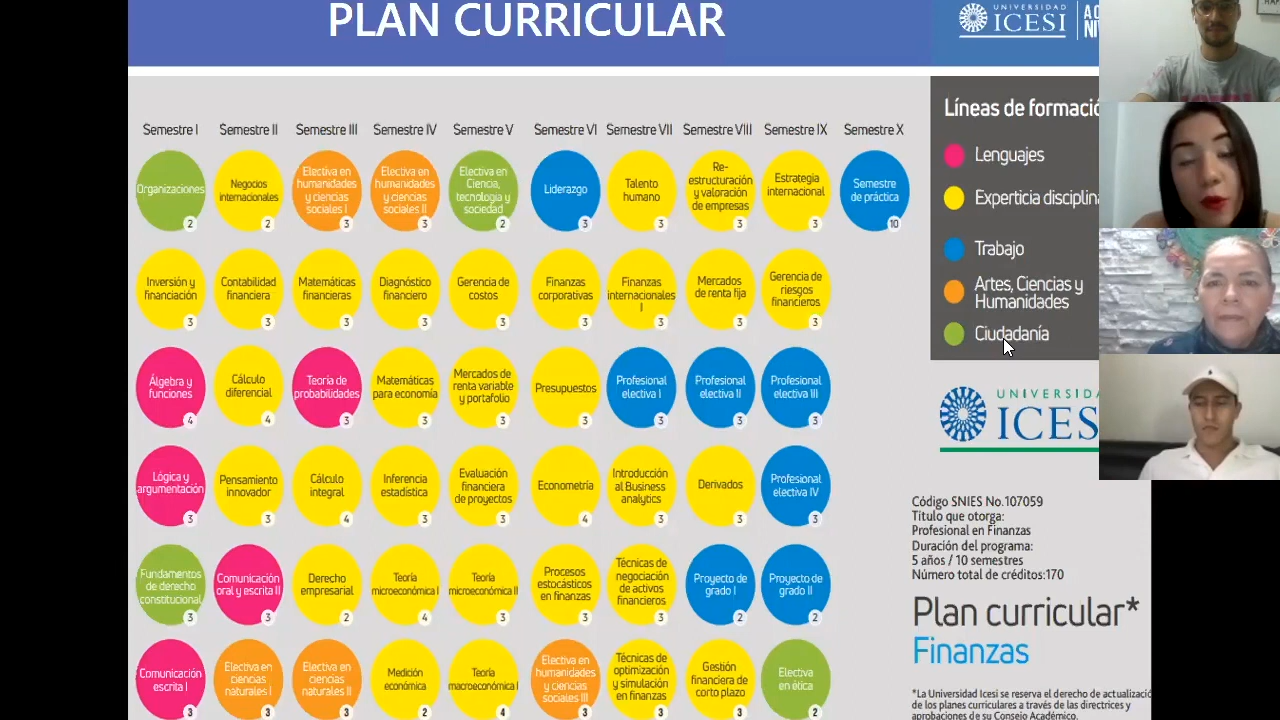 PLAN CURRICULAR
UNIVERSIDAD
ICESI
Semestre I
Semestre II
Semestre III
Semestre IV
Semestre V
Semestre VI
Semestre VII
Semestre VIII
Semestre IX
Semestre X
Organizaciones
2
Negocios
internacionales
2
Electiva en
humanidades
y ciencias
sociales I
3
Electiva en
humanidades
y ciencias
sociales II
3
Electiva en
Ciencia,
tecnología y
sociedad
2
Liderazgo
3
Talento
humano
3
Re-
estructuración
y valoración
de empresas
3
Estrategia
internacional
3
Semestre
de práctica
10
Inversión y
financiación
3
Contabilidad
financiera
3
Matemáticas
financieras
3
Diagnóstico
financiero
3
Gerencia de
costos
3
Finanzas
corporativas
3
Finanzas
internacionales
I
3
Mercados
de renta fija
3
Gerencia de
riesgos
financieros
3
Álgebra y
funciones
4
Cálculo
diferencial
4
Teoría de
probabilidades
3
Matemáticas
para economía
3
Mercados de
renta variable
y portafolio
3
Presupuestos
3
Profesional
electiva I
3
Profesional
electiva II
3
Profesional
electiva III
3
Lógica y
argumentación
3
Pensamiento
innovador
3
Cálculo
integral
4
Inferencia
estadística
3
Evaluación
financiera
de proyectos
3
Econometría
4
Introducción
al Business
analytics
3
Derivados
3
Profesional
electiva IV
3
Fundamentos
de derecho
constitucional
3
Comunicación
oral y escrita II
3
Derecho
empresarial
2
Teoría
microeconómica I
4
Teoría
microeconómica II
3
Procesos
estocásticos
en finanzas
3
Técnicas de
negociación
de activos
financieros
3
Proyecto de
grado I
2
Proyecto de
grado II
2
Comunicación
escrita I
3
Electiva en
ciencias
naturales I
3
Electiva en
ciencias
naturales II
3
Medición
económica
2
Teoría
macroeconómica I
4
Electiva en
humanidades
y ciencias
sociales III
3
Técnicas de
optimización
y simulación
en finanzas
3
Gestión
financiera de
corto plazo
3
Electiva
en ética
2
Líneas de formació
Lenguajes
Experticia disciplina
Trabajo
Artes, Ciencias y
Humanidades
Ciudadanía
UNIVERSIDA
ICES
Código SNIES No.107059
Título que otorga:
Profesional en Finanzas
Duración del programa:
5 años / 10 semestres
Número total de créditos:170
Plan curricular*
Finanzas
*La Universidad Icesi se reserva el derecho de actualizació
de los planes curriculares a través de las directrices y
aprobaciones de su Consejo Académico.